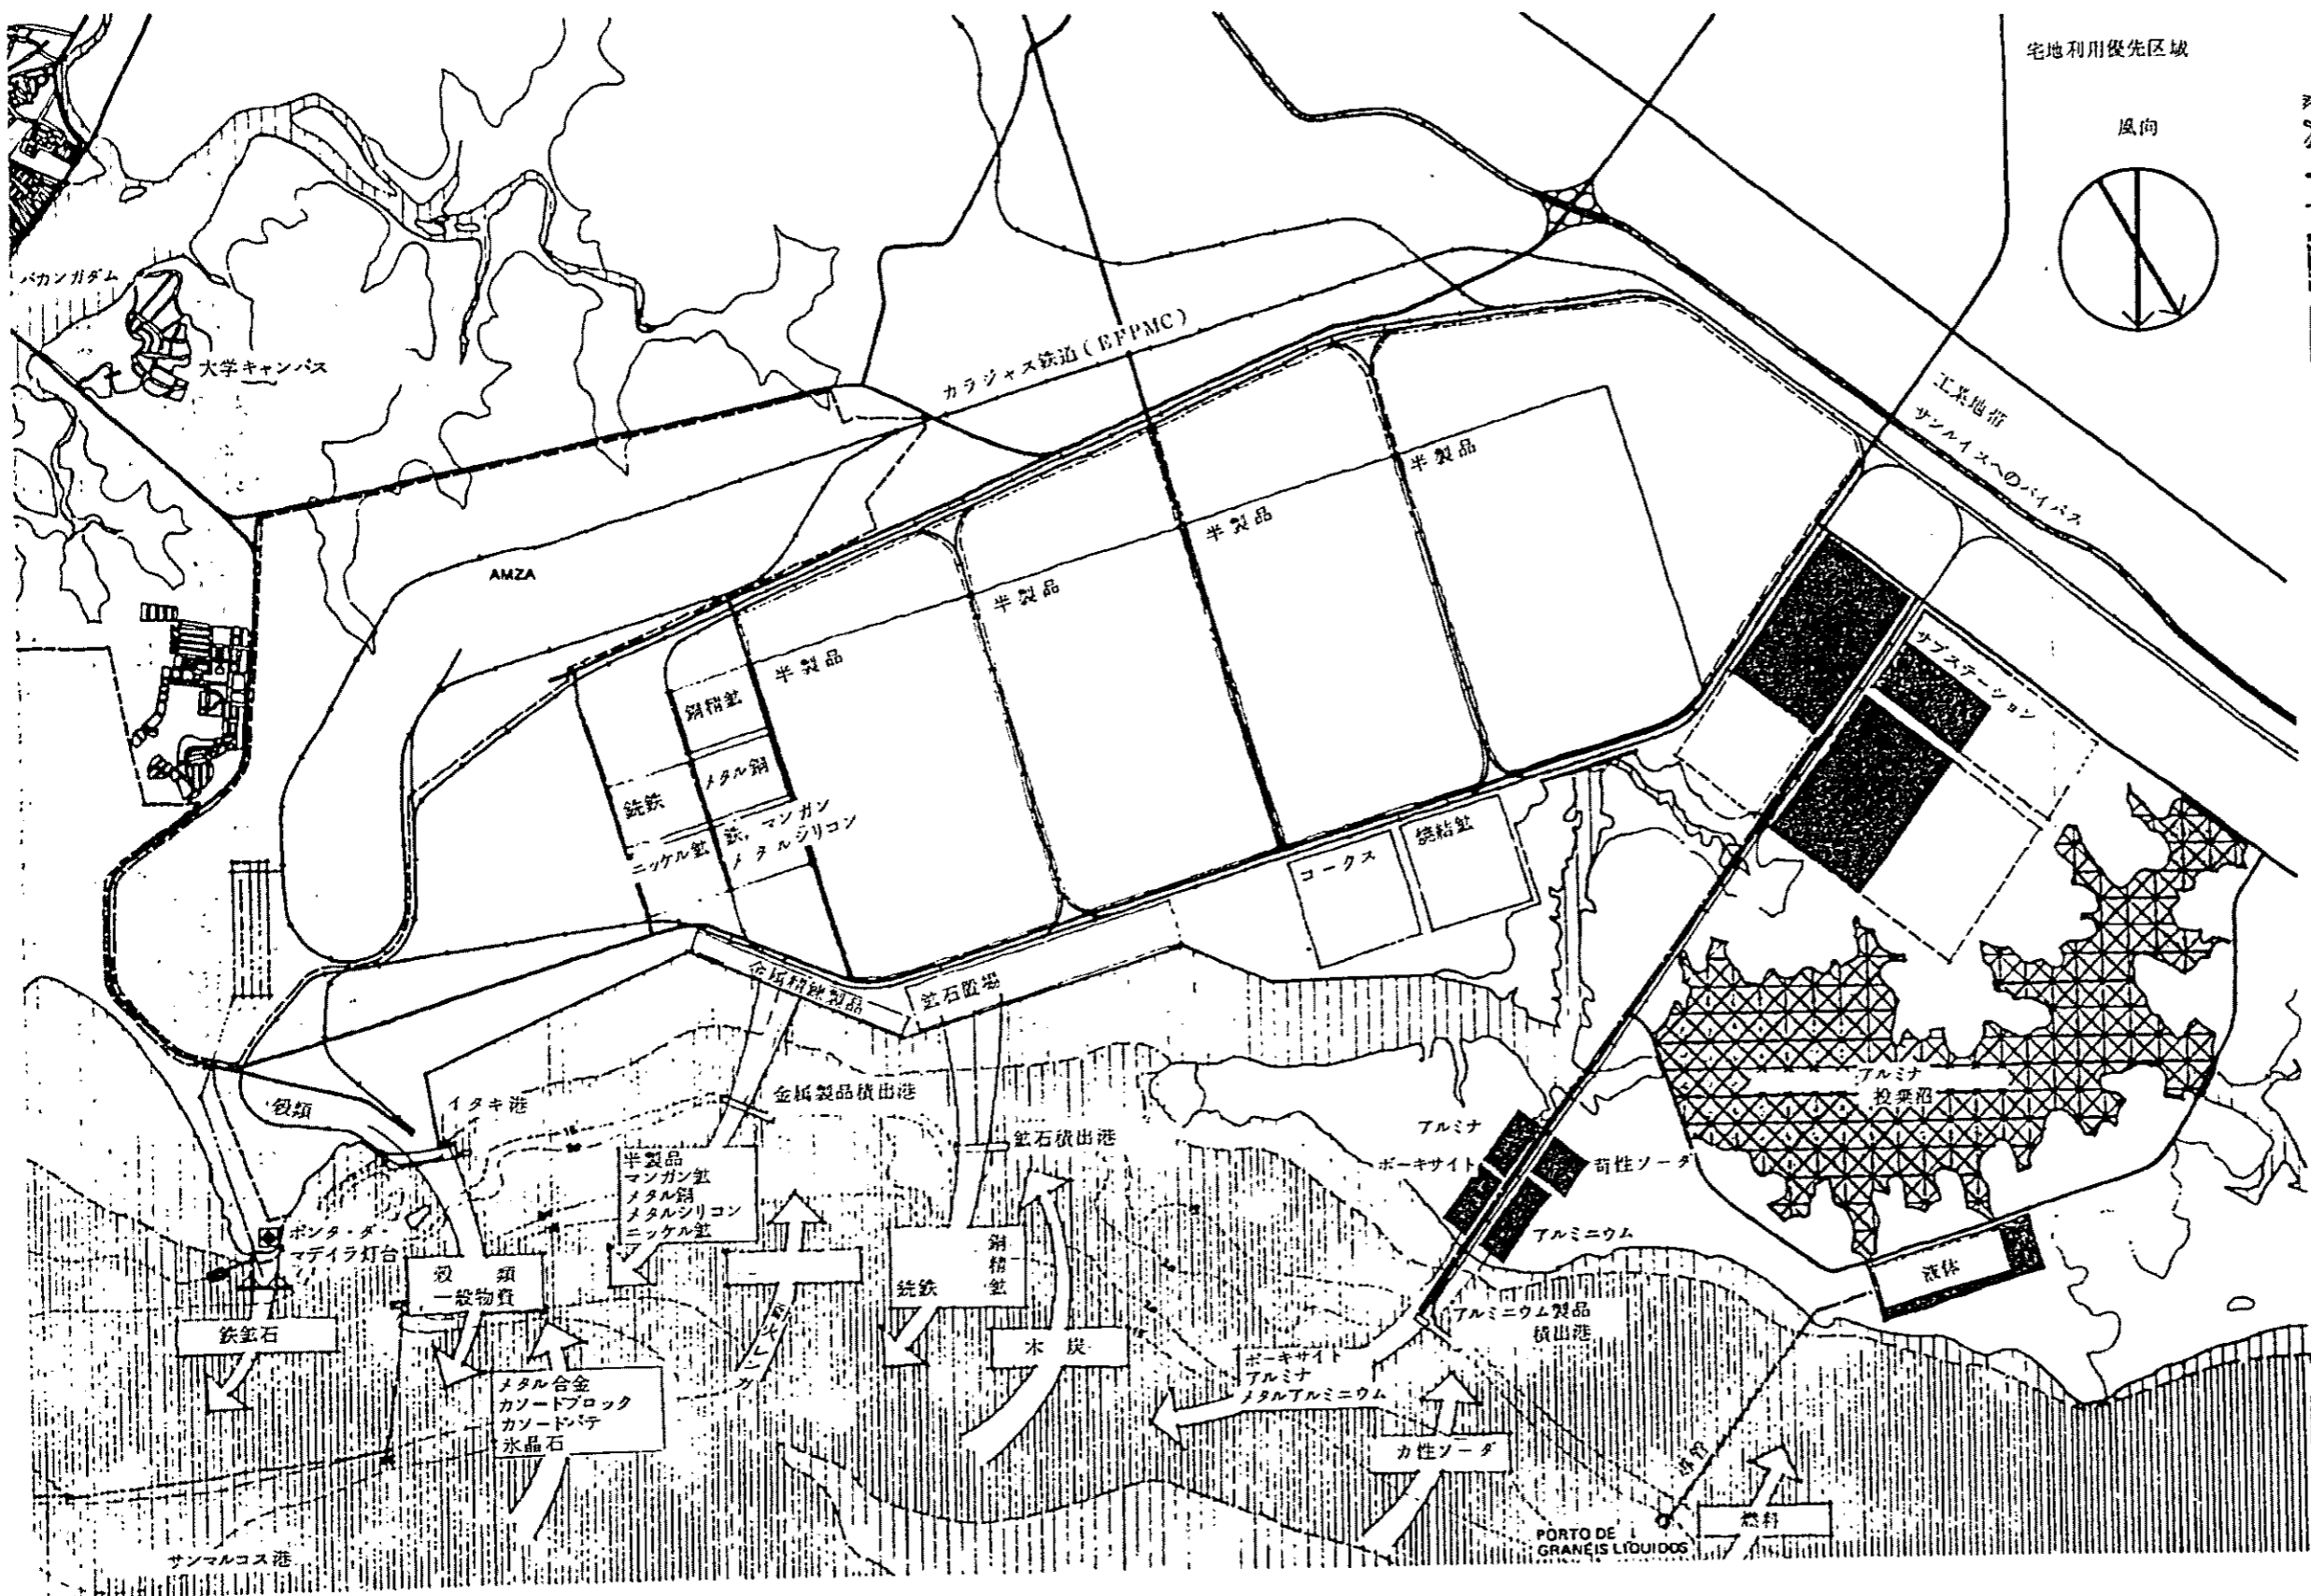 宅地利用優先区域
風向
バカンガダム
大学キャンパス
カラジャス鉄道(EFPMC)
工業地帯
サンルイスへのバイパス
AMZA
半製品
半製品
半製品
半製品
サブステーション
銅精鉱
メタル銅
銑鉄
ニッケル鉱
鉄,マンガン
メタルシリコン
コークス
焼結鉱
金属精錬製品
鉱石置場
アルミナ
投棄沼
穀類
イタキ港
金属製品積出港
鉱石積出港
アルミナ
ボーキサイト
苛性ソーダ
アルミニウム
半製品
マンガン鉱
メタル銅
メタルシリコン
ニッケル鉱
ポンタ・ダ・
マデイラ灯台
穀 類
一般物資
銑鉄
銅精鉱
液体
アルミニウム製品
積出港
鉄鉱石
木 炭
ボーキサイト
アルミナ
メタルアルミニウム
メタル合金
カソードブロック
カソードパテ
氷晶石
カ性ソーダ
導管
燃料
PORTO DE
GRANÉIS LÍQUIDOS
サンマルコス港